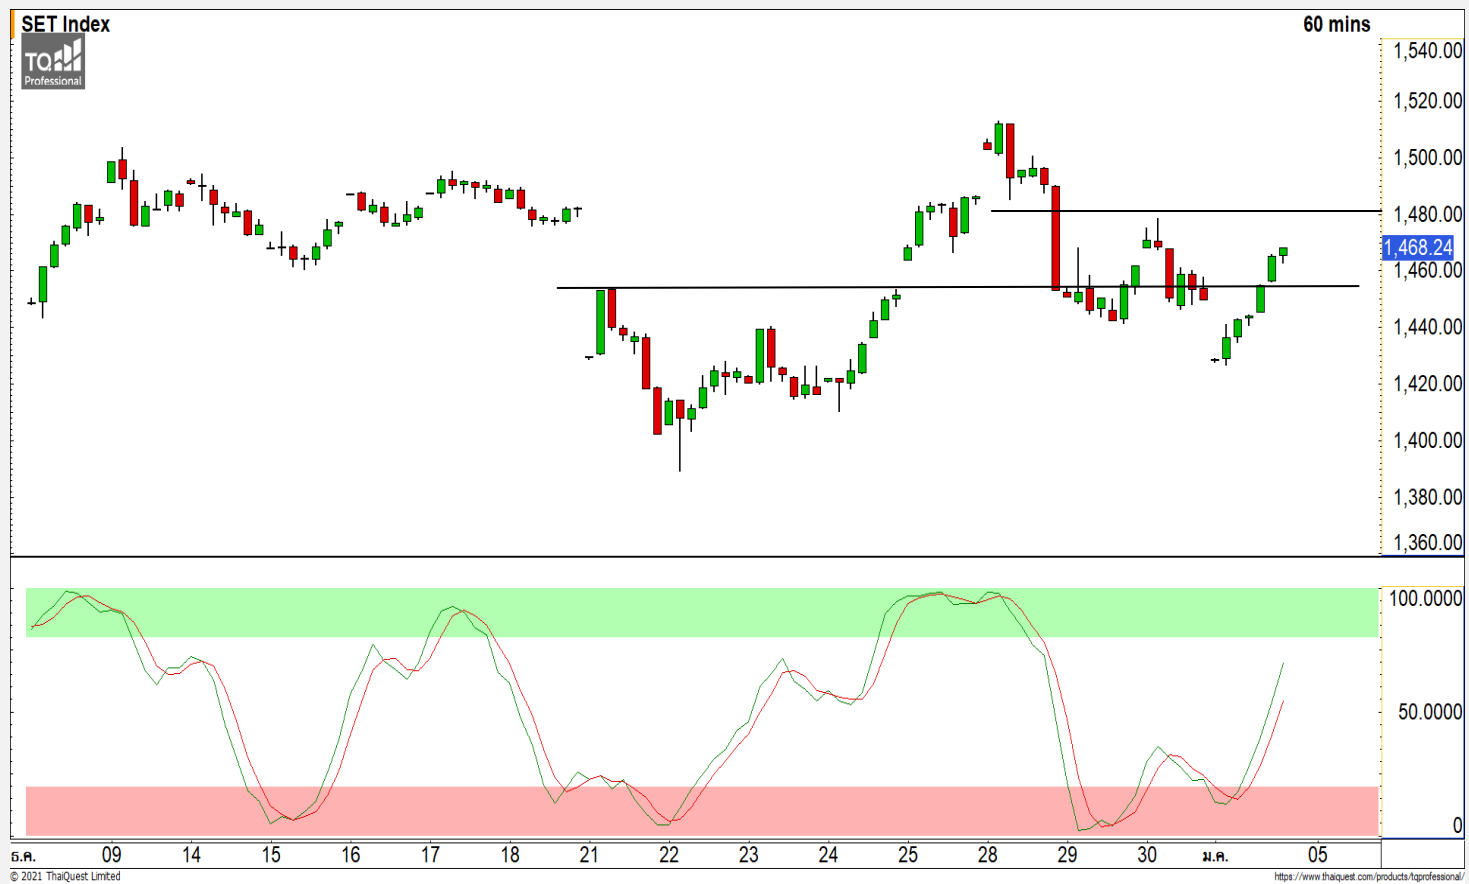 SET Index
60 mins
TQ
Professional
1,540.00
1,520.00
1,500.00
1,480.00
1,468.24
1,460.00
1,440.00
1,420.00
1,400.00
1,380.00
1,360.00
100.0000
50.0000
0
ธ.ค. 09 14 15 16 17 18 21 22 23 24 25 28 29 30 ม.ค. 05
© 2021 ThaiQuest Limited
https://www.thaiquest.com/products/tqprofessional/